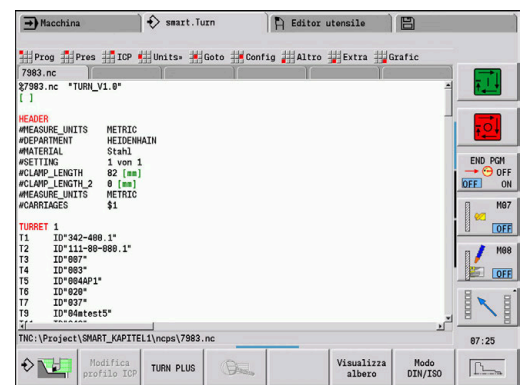 Macchina
smart.Turn
Editor utensile
Prog
Pres
ICP
Units»
Goto
Config
Altro
Extra
Grafic
7983.nc
%7983.nc "TURN_V1.0"
[ ]
HEADER
#MEASURE_UNITS METRIC
#DEPARTMENT HEIDENHAIN
#MATERIAL Stahl
#SETTING 1 von 1
#CLAMP_LENGTH 82 [mm]
#CLAMP_LENGTH_2 0 [mm]
#MEASURE_UNITS METRIC
#CARRIAGES $1
TURRET 1
T1 ID"342-400.1"
T2 ID"111-80-080.1"
T3 ID"007"
T4 ID"003"
T5 ID"004AP1"
T6 ID"020"
T7 ID"037"
T9 ID"04mtest5"
TNC:\Project\SMART_KAPITEL1\ncps\7983.nc
END PGM
OFF
OFF ON
M07
OFF
M08
OFF
07:25
Modifica
profilo ICP
TURN PLUS
Visualizza
albero
Modo
DIN/ISO